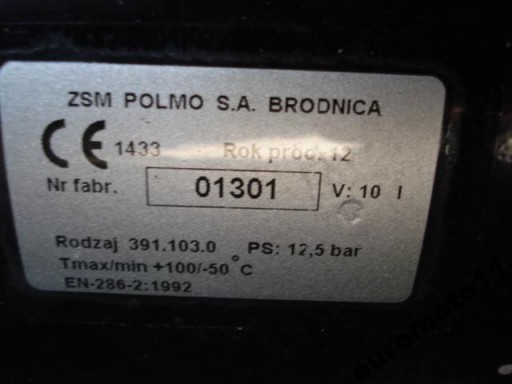 ZSM POLMO S.A. BRODNICA
CE 1433 Rok prod. 12
Nr fabr. 01301 V: 10 l
Rodzaj 391.103.0 PS: 12,5 bar
Tmax/min +100/-50°C
EN-286-2:1992